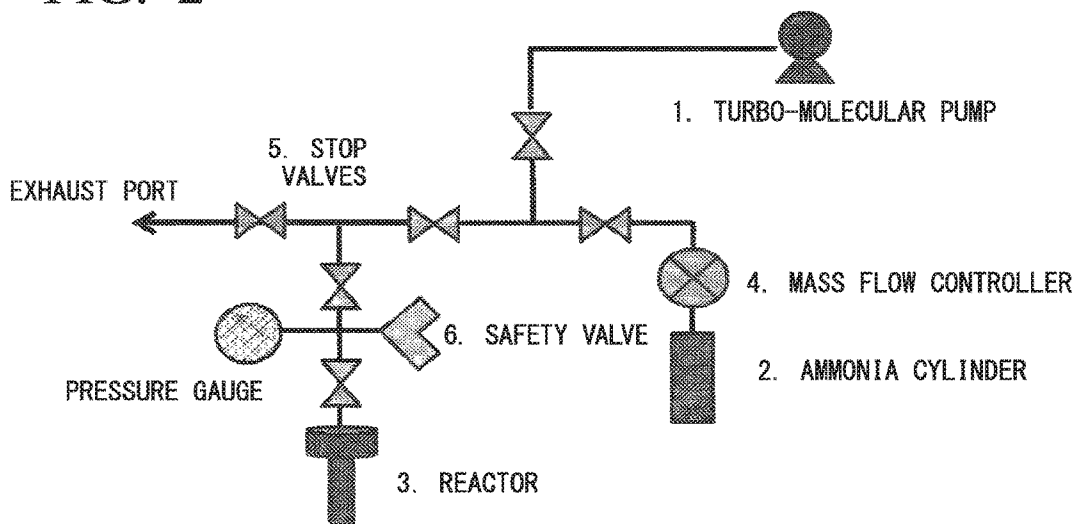 1. TURBO-MOLECULAR PUMP
5. STOP
VALVES
EXHAUST PORT
4. MASS FLOW CONTROLLER
6. SAFETY VALVE
2. AMMONIA CYLINDER
PRESSURE GAUGE
3. REACTOR